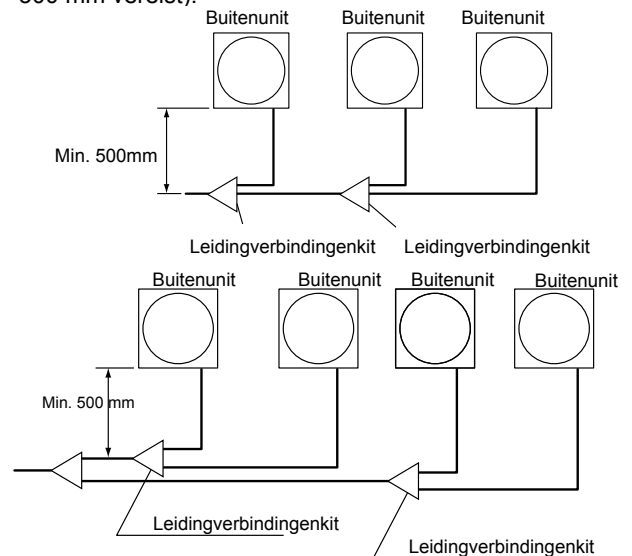 500 mm vereist).
Buitenunit Buitenunit Buitenunit
Min. 500mm
Leidingverbindingenkit Leidingverbindingenkit
Buitenunit Buitenunit Buitenunit Buitenunit
Min. 500 mm
Leidingverbindingenkit
Leidingverbindingenkit